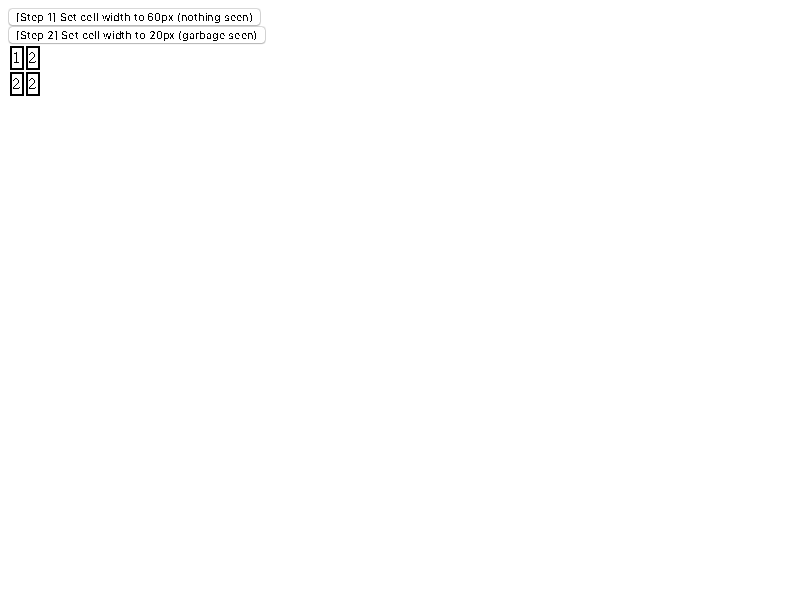 [Step 1] Set cell width to 60px (nothing seen)
[Step 2] Set cell width to 20px (garbage seen)
1 2
2 2